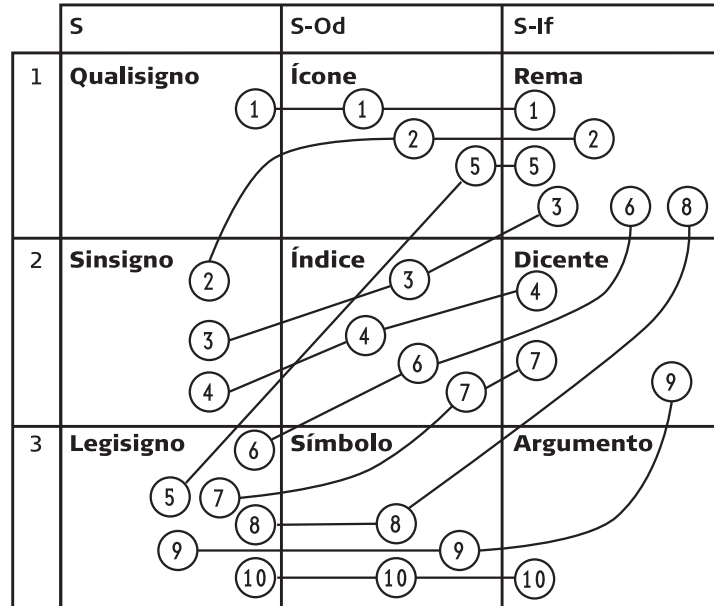 S S-Od S-If
1 Qualisigno Ícone Rema
1 1 1
2 2
5 5
3 6 8
2 Sinsigno Índice Dicente
2 3 4
3
4 6 7
4 7 9
3 Legisigno Símbolo Argumento
6
5 7
8 8
9 9
10 10 10